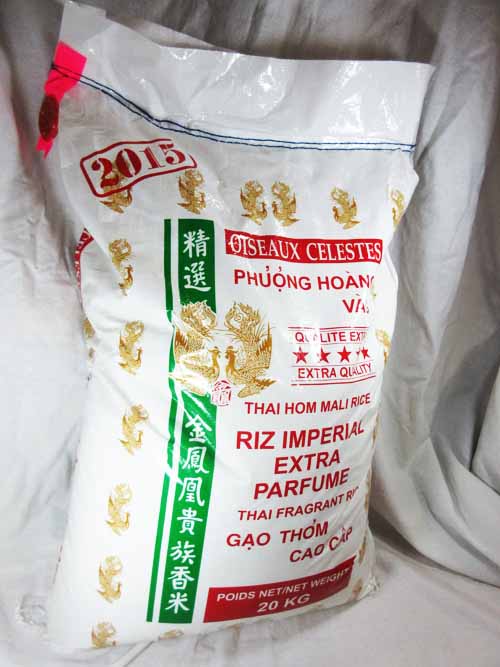 2015
精選
金鳳凰貴族香米
OISEAUX CELESTES
PHƯỢNG HOÀNG
QUALITE EXTRA
EXTRA QUALITY
THAI HOM MALI RICE
RIZ IMPERIAL
EXTRA
PARFUME
THAI FRAGRANT
GẠO THƠM
CAO CẤP
POIDS NET/NET WEIGHT
20 KG